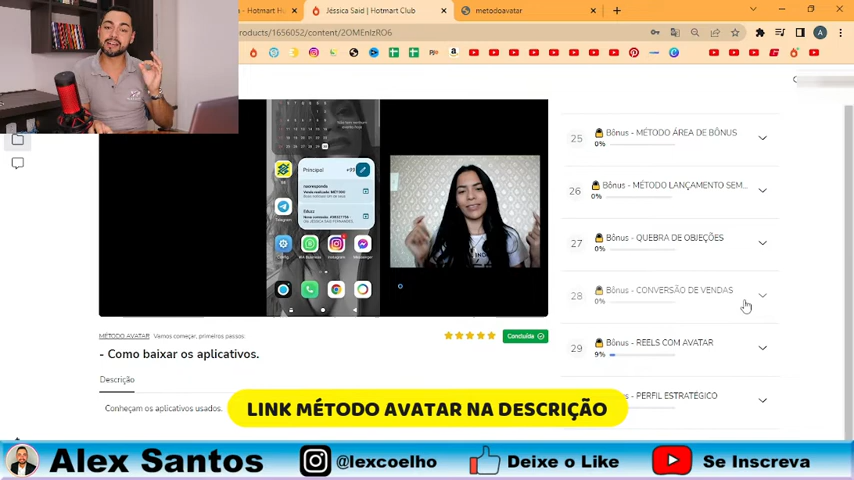 - Hotmart H
Jéssica Said | Hotmart Club
metodoavatar
products/1656052/content/2OMEnlzRO6
25
Bônus - MÉTODO ÁREA DE BÔNUS
0%
26
Bônus - MÉTODO LANÇAMENTO SEM...
0%
27
Bônus - QUEBRA DE OBJEÇÕES
0%
28
Bônus - CONVERSÃO DE VENDAS
0%
29
Bônus - REELS COM AVATAR
9%
Bônus - PERFIL ESTRATÉGICO
Principal
+99
Telegram
Instagram
Messenger
MÉTODO AVATAR
Vamos começar, primeiros passos
Concluída
- Como baixar os aplicativos.
Descrição
Conheçam os aplicativos usados.
LINK MÉTODO AVATAR NA DESCRIÇÃO
Alex Santos
@lexcoelho
Deixe o Like
Se Inscreva